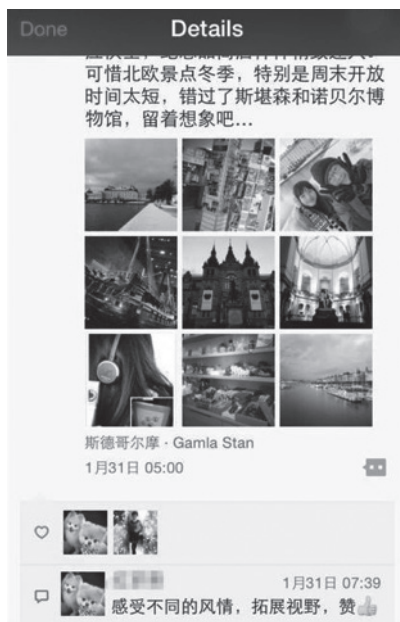 Done
Details
可惜北欧景点冬季，特别是周末开放
时间太短，错过了斯堪森和诺贝尔博
物馆，留着想象吧...
斯德哥尔摩 · Gamla Stan
1月31日 05:00
1月31日 07:39
感受不同的风情，拓展视野，赞👍